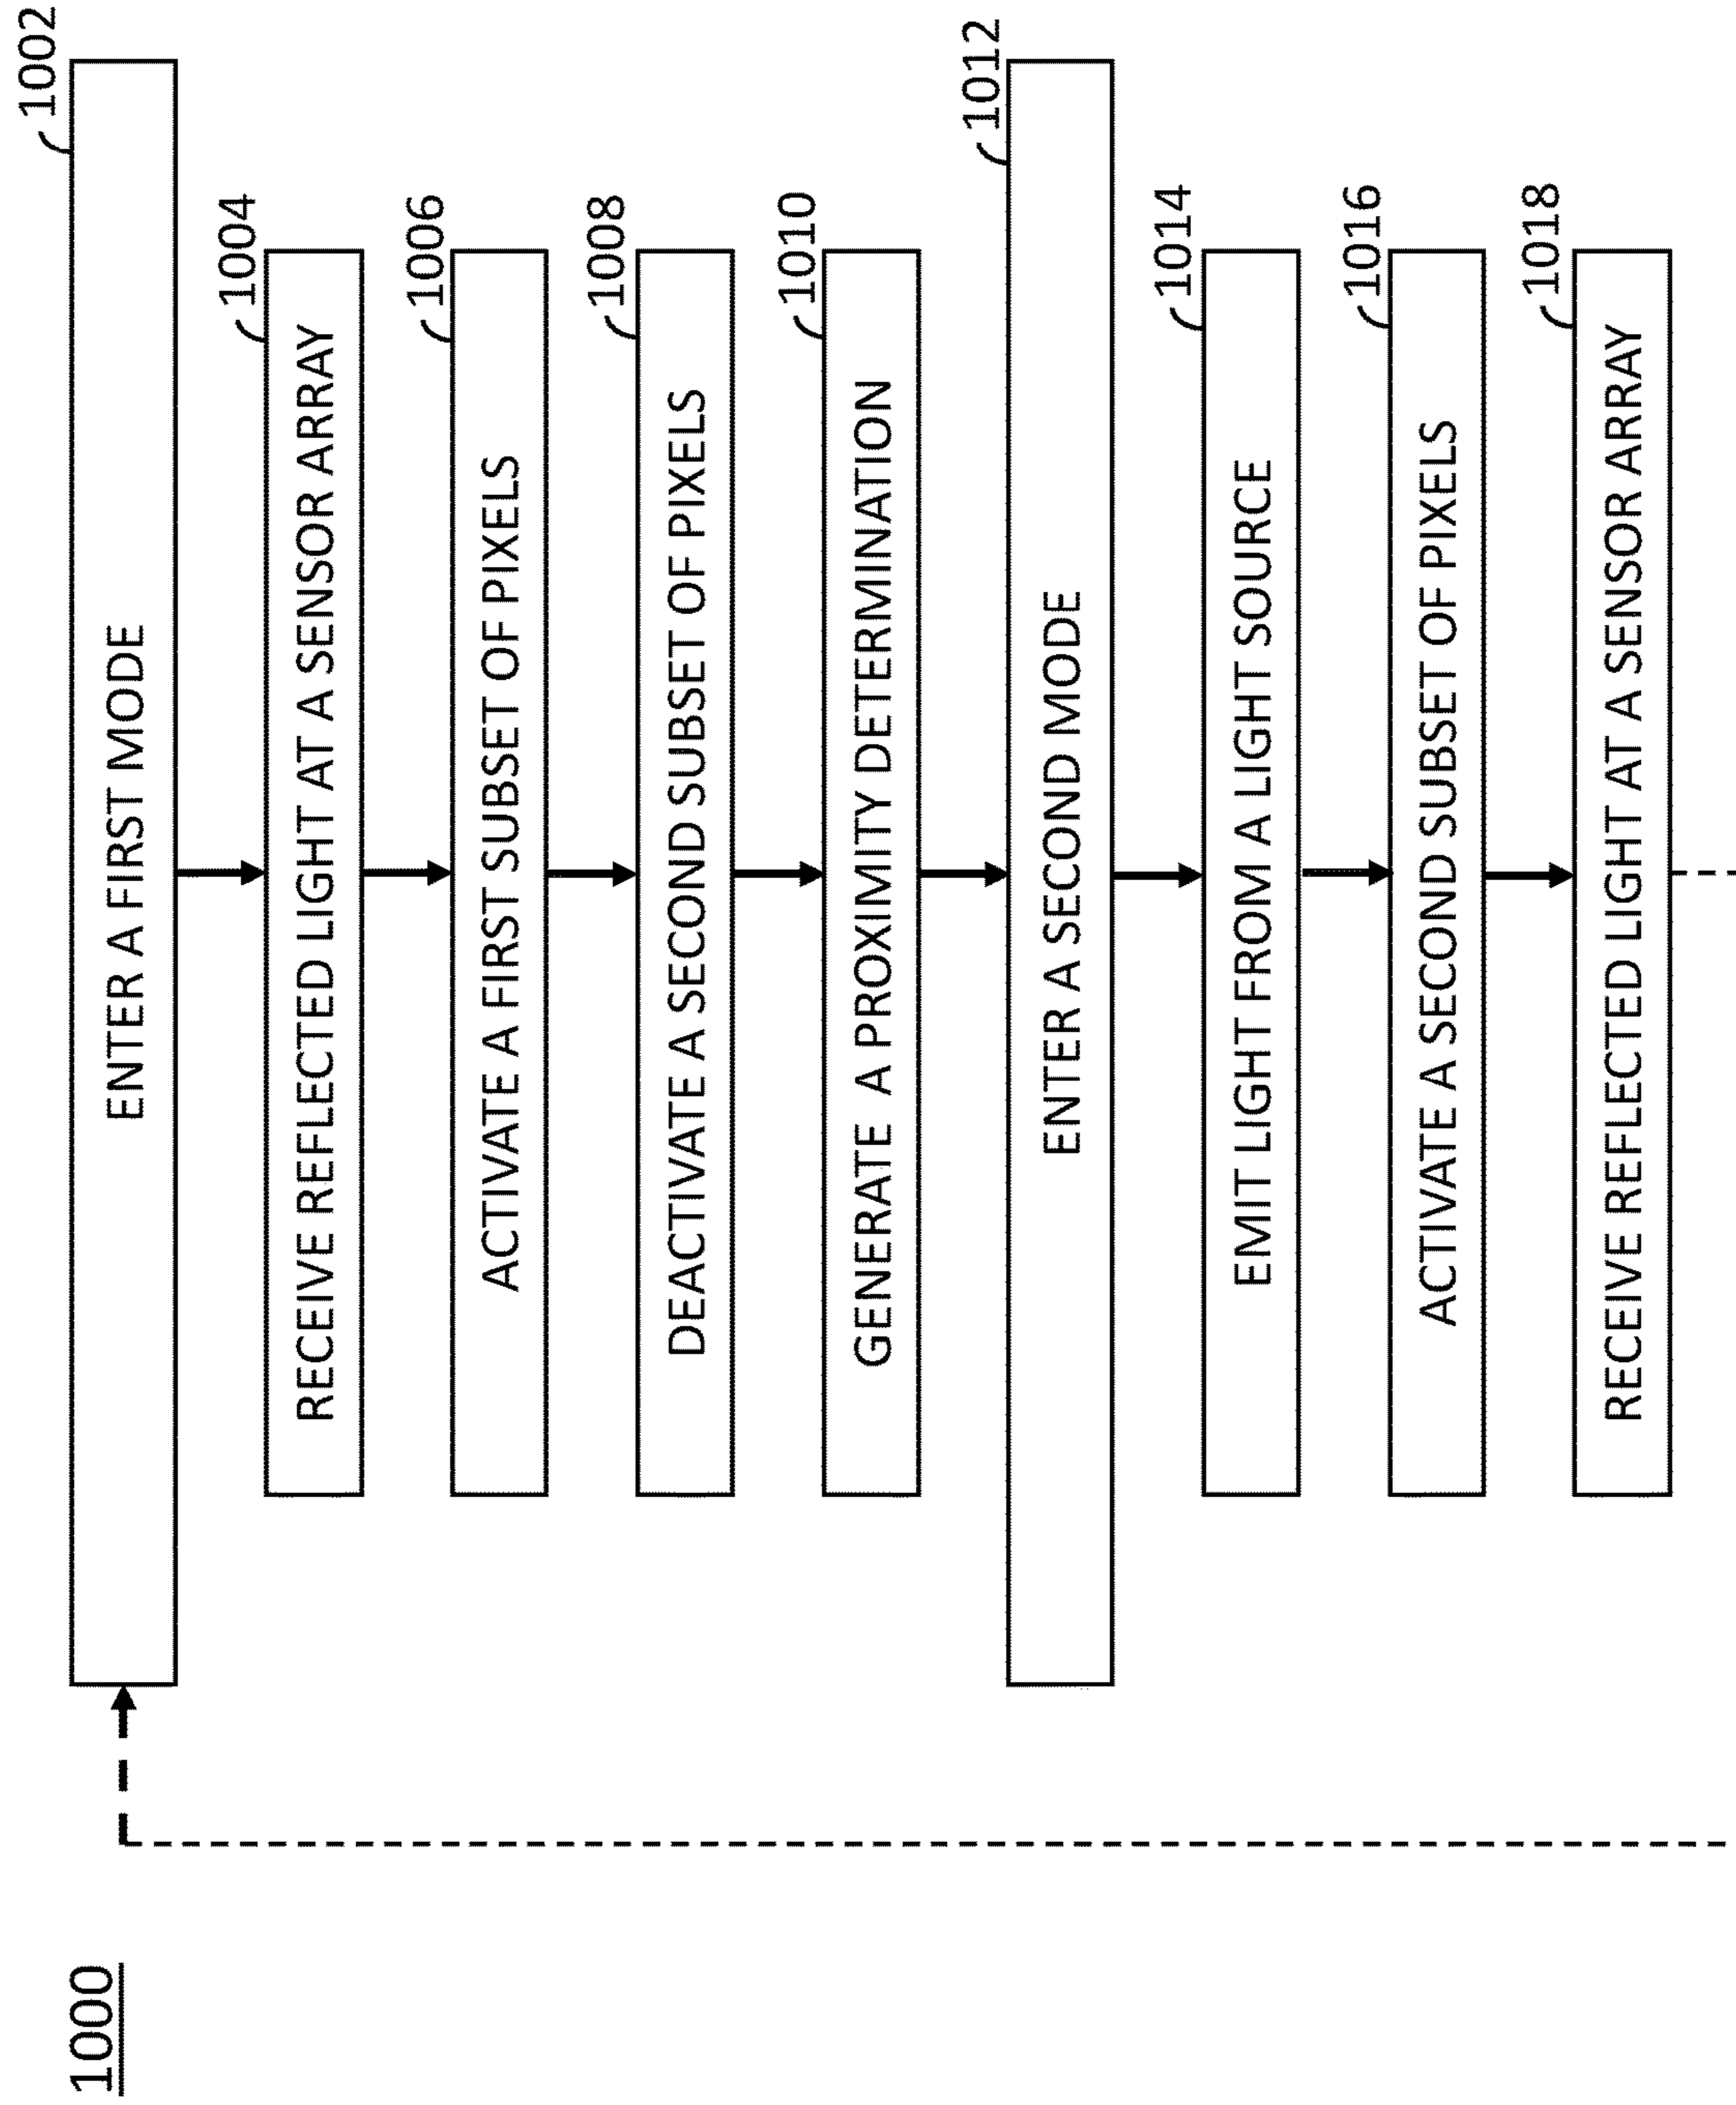 1000
1002
ENTER A FIRST MODE
1004
RECEIVE REFLECTED LIGHT AT A SENSOR ARRAY
1006
ACTIVATE A FIRST SUBSET OF PIXELS
1008
DEACTIVATE A SECOND SUBSET OF PIXELS
1010
GENERATE A PROXIMITY DETERMINATION
1012
ENTER A SECOND MODE
1014
EMIT LIGHT FROM A LIGHT SOURCE
1016
ACTIVATE A SECOND SUBSET OF PIXELS
1018
RECEIVE REFLECTED LIGHT AT A SENSOR ARRAY